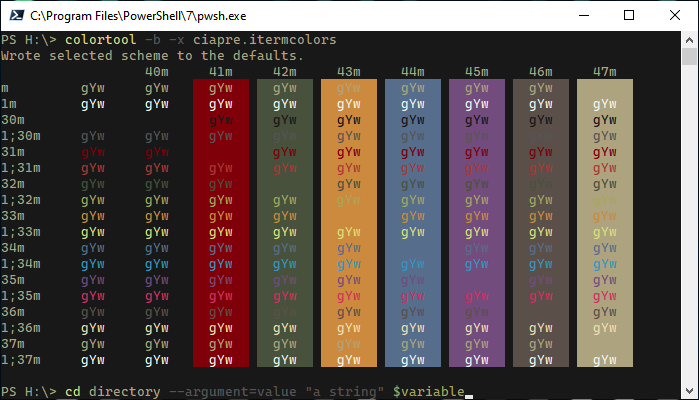 C:\Program Files\PowerShell\7\pwsh.exe
PS H:\> colortool -b -x ciapre.itermcolors
Wrote selected scheme to the defaults.
40m 41m 42m 43m 44m 45m 46m 47m
m gYw gYw gYw gYw gYw gYw gYw gYw gYw
1m gYw gYw gYw gYw gYw gYw gYw gYw gYw
30m gYw gYw gYw gYw gYw gYw gYw
1;30m gYw gYw gYw gYw gYw gYw gYw gYw
31m gYw gYw gYw gYw gYw gYw gYw gYw
1;31m gYw gYw gYw gYw gYw gYw gYw gYw gYw
32m gYw gYw gYw gYw gYw gYw gYw gYw
1;32m gYw gYw gYw gYw gYw gYw gYw gYw gYw
33m gYw gYw gYw gYw gYw gYw gYw gYw
1;33m gYw gYw gYw gYw gYw gYw gYw gYw gYw
34m gYw gYw gYw gYw gYw gYw gYw gYw
1;34m gYw gYw gYw gYw gYw gYw gYw gYw gYw
35m gYw gYw gYw gYw gYw gYw gYw gYw
1;35m gYw gYw gYw gYw gYw gYw gYw gYw gYw
36m gYw gYw gYw gYw gYw gYw gYw gYw
1;36m gYw gYw gYw gYw gYw gYw gYw gYw gYw
37m gYw gYw gYw gYw gYw gYw gYw gYw
1;37m gYw gYw gYw gYw gYw gYw gYw gYw gYw
PS H:\> cd directory --argument=value "a string" $variable